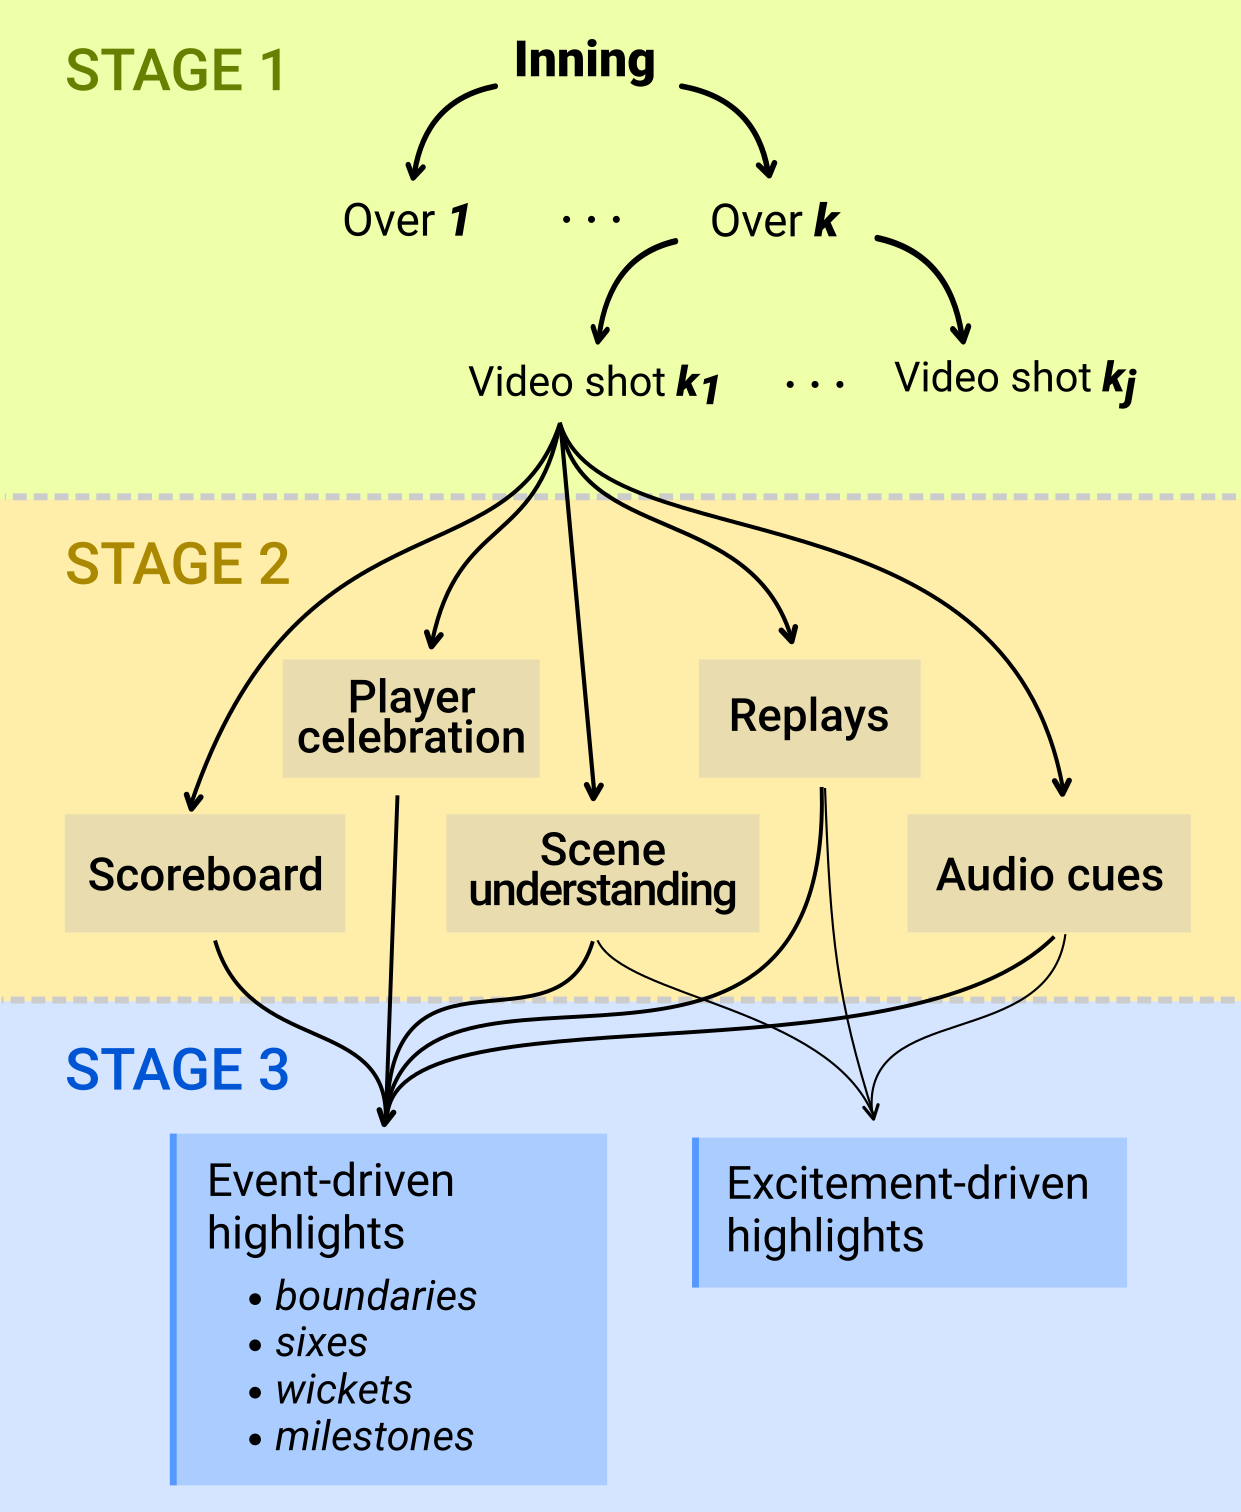 STAGE 1
Inning
Over 1 ... Over k
Video shot k1 ... Video shot kj
STAGE 2
Player
celebration
Replays
Scoreboard
Scene
understanding
Audio cues
STAGE 3
Event-driven
highlights
• boundaries
• sixes
• wickets
• milestones
Excitement-driven
highlights